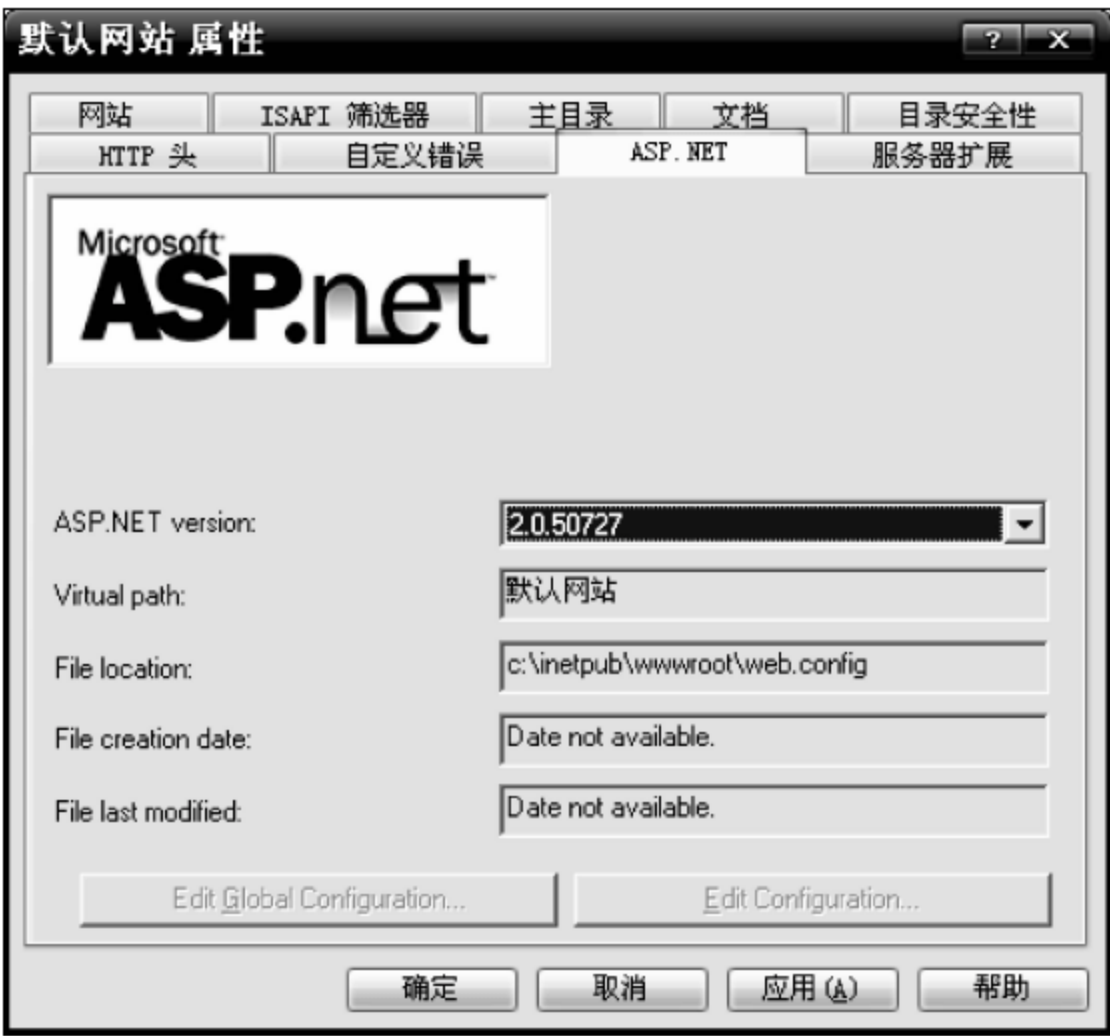 默认网站 属性
网站 ISAPI 筛选器 主目录 文档 目录安全性
HTTP 头 自定义错误 ASP.NET 服务器扩展
Microsoft
ASP.net
ASP.NET version: 2.0.50727
Virtual path: 默认网站
File location: c:\inetpub\wwwroot\web.config
File creation date: Date not available.
File last modified: Date not available.
Edit Global Configuration... Edit Configuration...
确定 取消 应用(A) 帮助